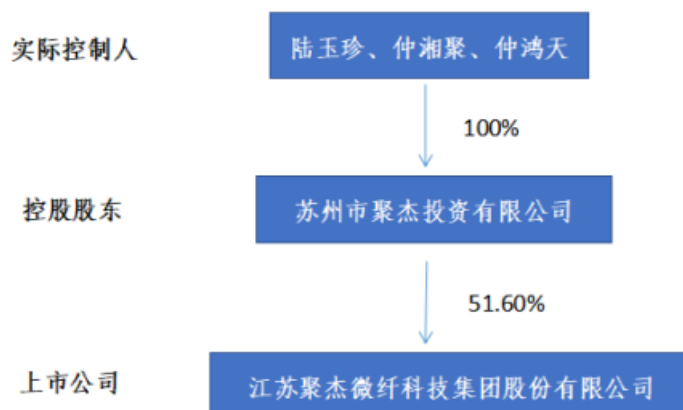 实际控制人
陆玉珍、仲湘聚、仲鸿天
100%
控股股东
苏州市聚杰投资有限公司
51.60%
上市公司
江苏聚杰微纤科技集团股份有限公司